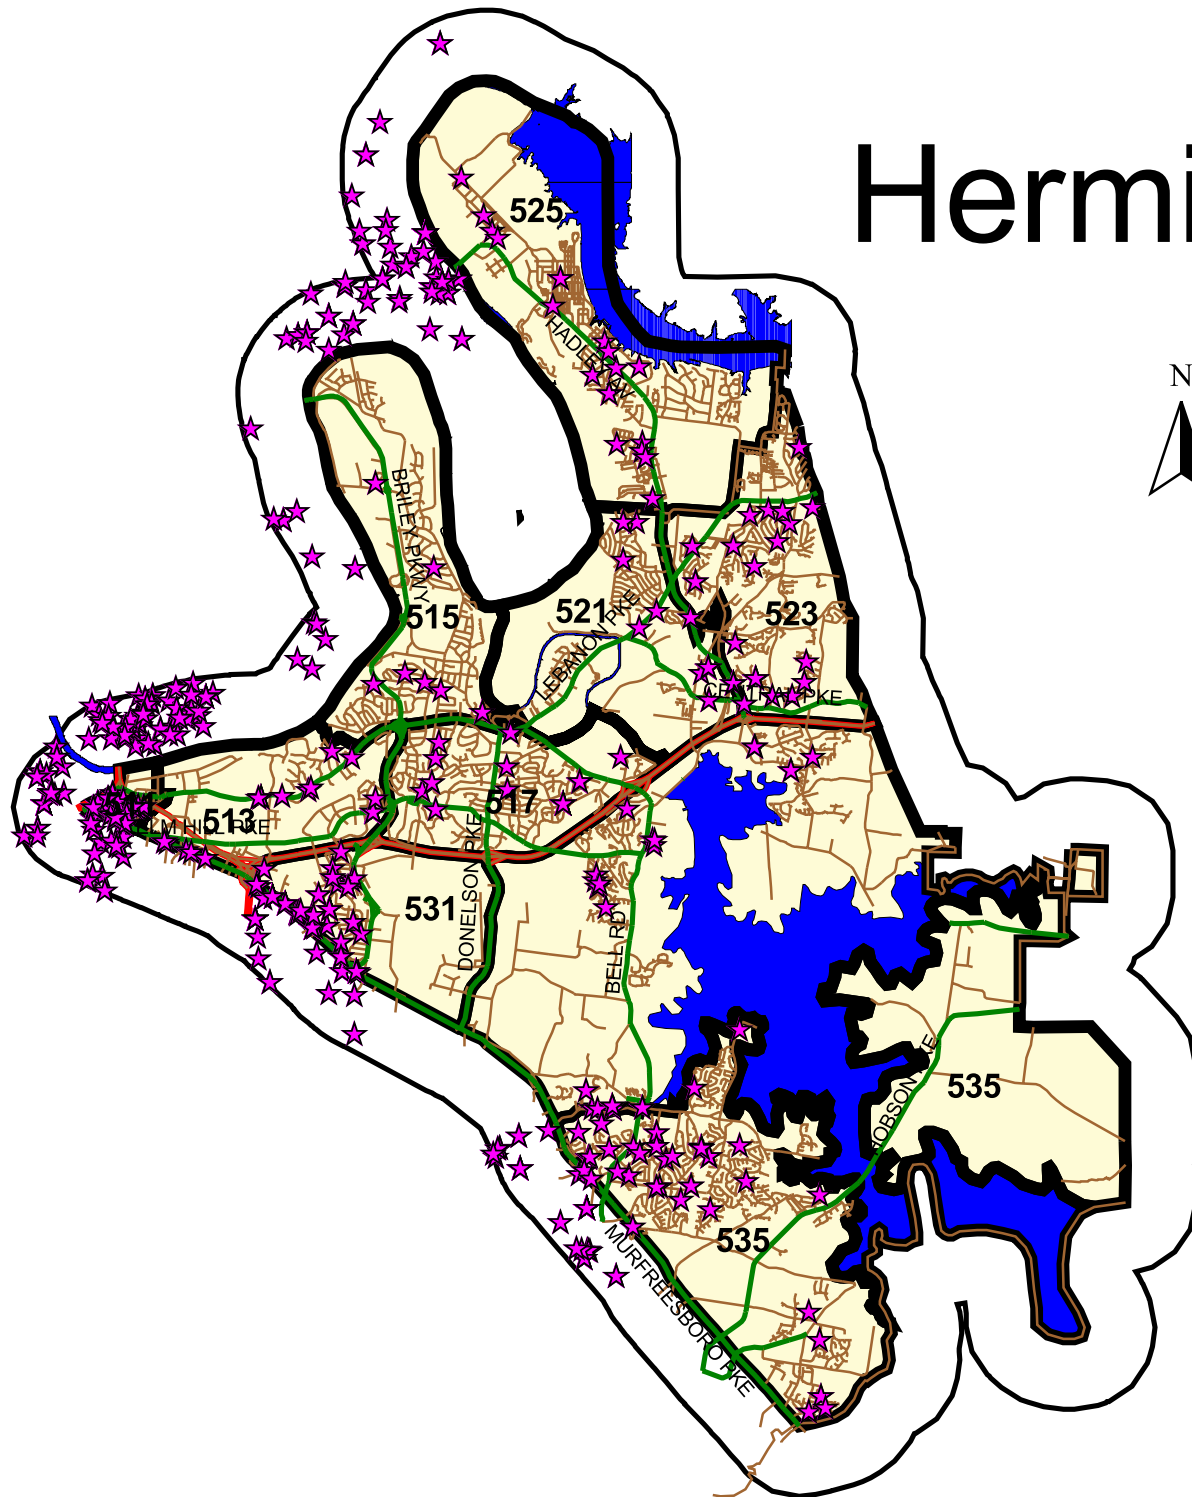 Hermi
525
N
HADLEY AV
BRILEY PKWY
515
521
523
LEBANON PKE
CENTRAL PKE
517
513
ELM HILL PKE
531
DONELSON PKE
BELL RD
535
HOBSON PKE
535
MURFREESBORO PKE